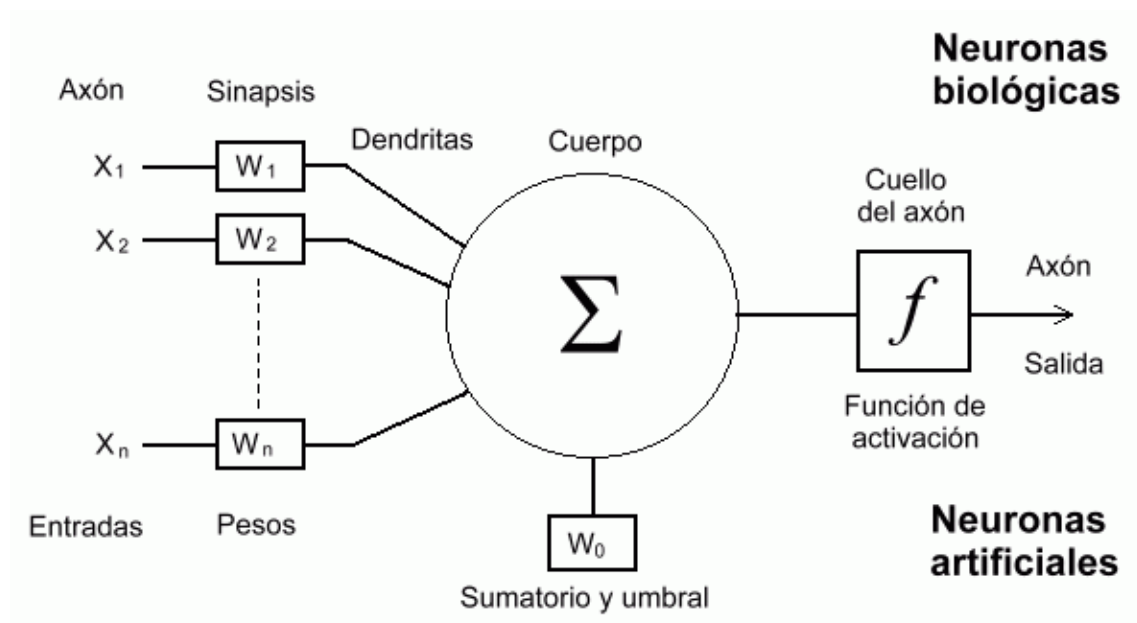 Neuronas
biológicas
Axón
Sinapsis
Dendritas
Cuerpo
Cuello
del axón
X1
W1
X2
W2
Σ
f
Axón
Salida
Función de
activación
Xn
Wn
Entradas
Pesos
W0
Sumatorio y umbral
Neuronas
artificiales